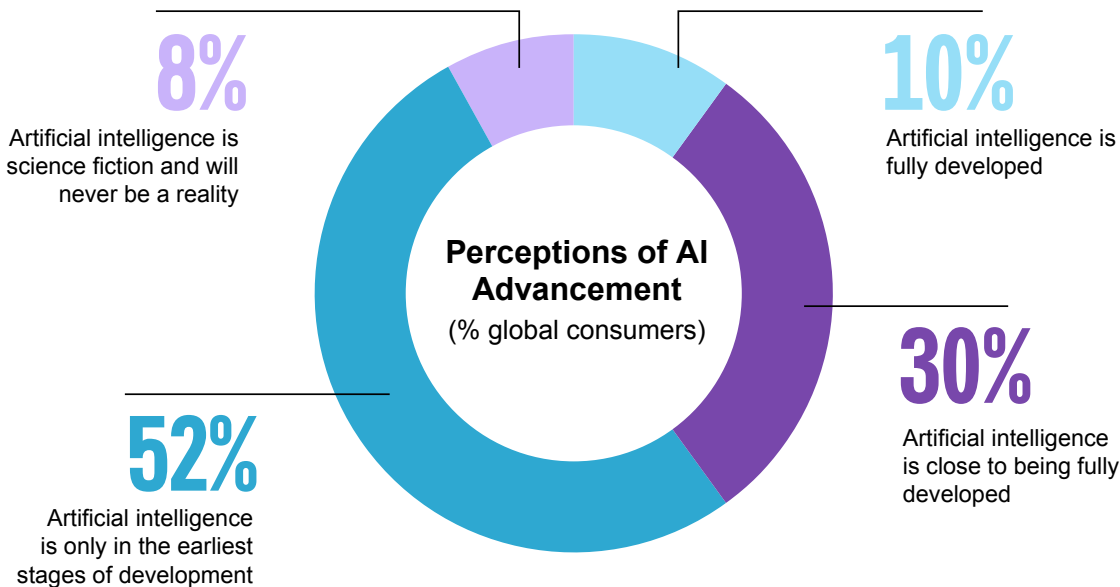 8%
Artificial intelligence is
science fiction and will
never be a reality
10%
Artificial intelligence is
fully developed
Perceptions of AI
Advancement
(% global consumers)
30%
Artificial intelligence
is close to being fully
developed
52%
Artificial intelligence
is only in the earliest
stages of development